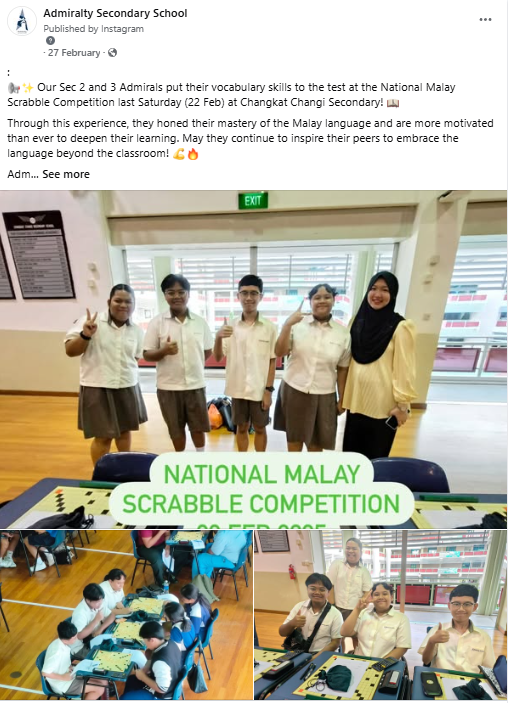 Admiralty Secondary School
Published by Instagram
· 27 February ·
:
Our Sec 2 and 3 Admirals put their vocabulary skills to the test at the National Malay
Scrabble Competition last Saturday (22 Feb) at Changkat Changi Secondary!
Through this experience, they honed their mastery of the Malay language and are more motivated
than ever to deepen their learning. May they continue to inspire their peers to embrace the
language beyond the classroom! 💪🔥
Adm... See more
EXIT
NATIONAL MALAY
SCRABBLE COMPETITION